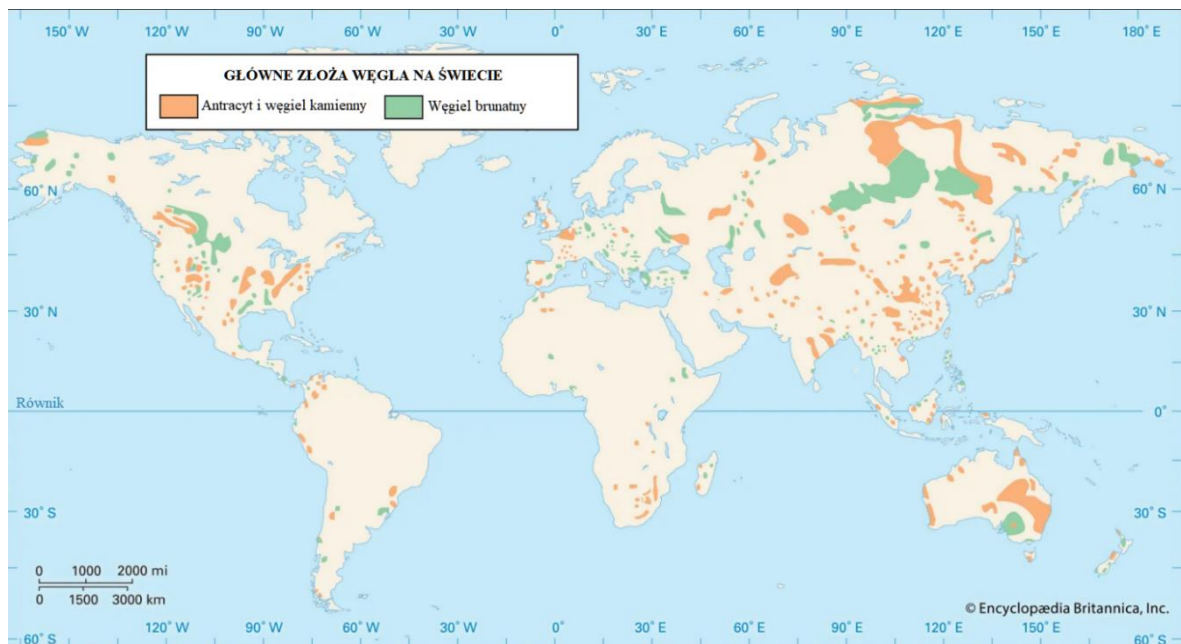 150° W 120° W 90° W 60° W 30° W 0° 30° E 60° E 90° E 120° E 150° E 180° E
GŁÓWNE ZŁOŻA WĘGLA NA ŚWIECIE
Antracyt i węgiel kamienny Węgiel brunatny
60° N 60° N
30° N 30° N
Równik 0°
30° S 30° S
0 1000 2000 mi
0 1500 3000 km
© Encyclopædia Britannica, Inc.
120° W 90° W 60° W 30° W 0° 30° E 60° E 90° E 120° E 150° E
60° S 60° S